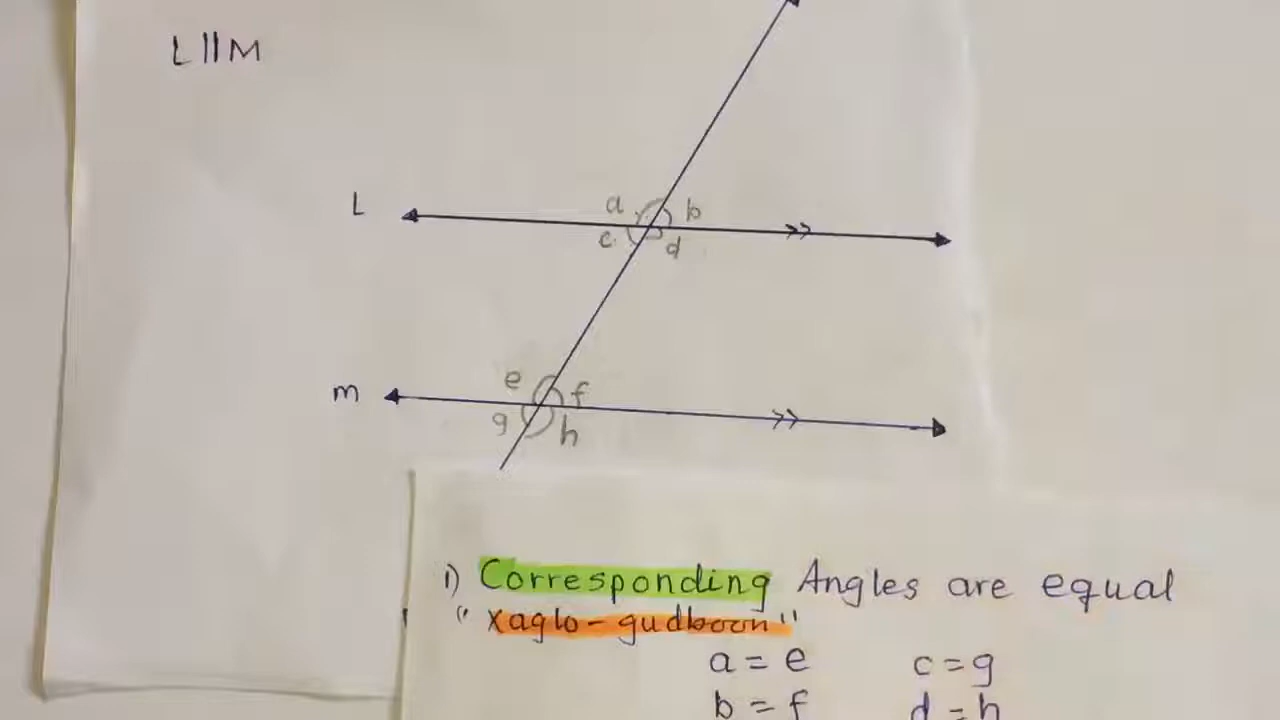 L || M
a b
L
c d
e f
m
g h
i) Corresponding Angles are equal
"xaglo-gudboon"
a = e c = g
b = f d = h